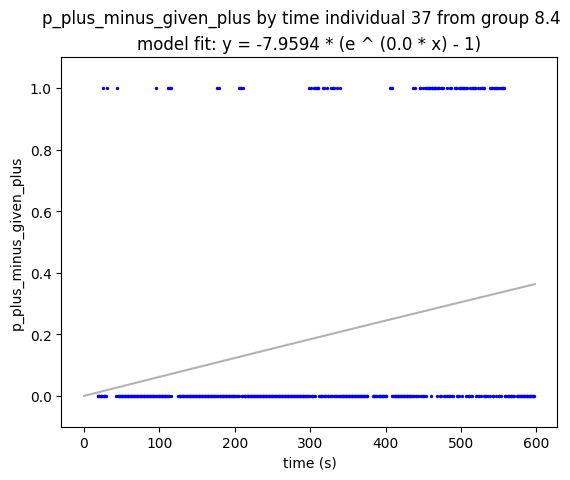 p_plus_minus_given_plus by time individual 37 from group 8.4
model fit: y = -7.9594 * (e ^ (0.0 * x) - 1)
1.0
0.8
0.6
0.4
0.2
0.0
p_plus_minus_given_plus
0 100 200 300 400 500 600
time (s)